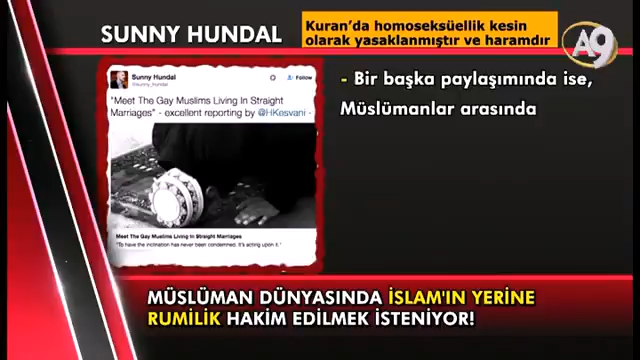 SUNNY HUNDAL
Kuran'da homoseksüellik kesin
olarak yasaklanmıştır ve haramdır
A9
Sunny Hundal
@sunny_hundal
Follow
"Meet The Gay Muslims Living In Straight
Marriages" - excellent reporting by @HKesvani -
Meet The Gay Muslims Living In Straight Marriages
"To have the inclination has never been condemned. It's acting upon it."
- Bir başka paylaşımında ise,
Müslümanlar arasında
MÜSLÜMAN DÜNYASINDA İSLAM'IN YERİNE
RUMİLİK HAKİM EDİLMEK İSTENİYOR!